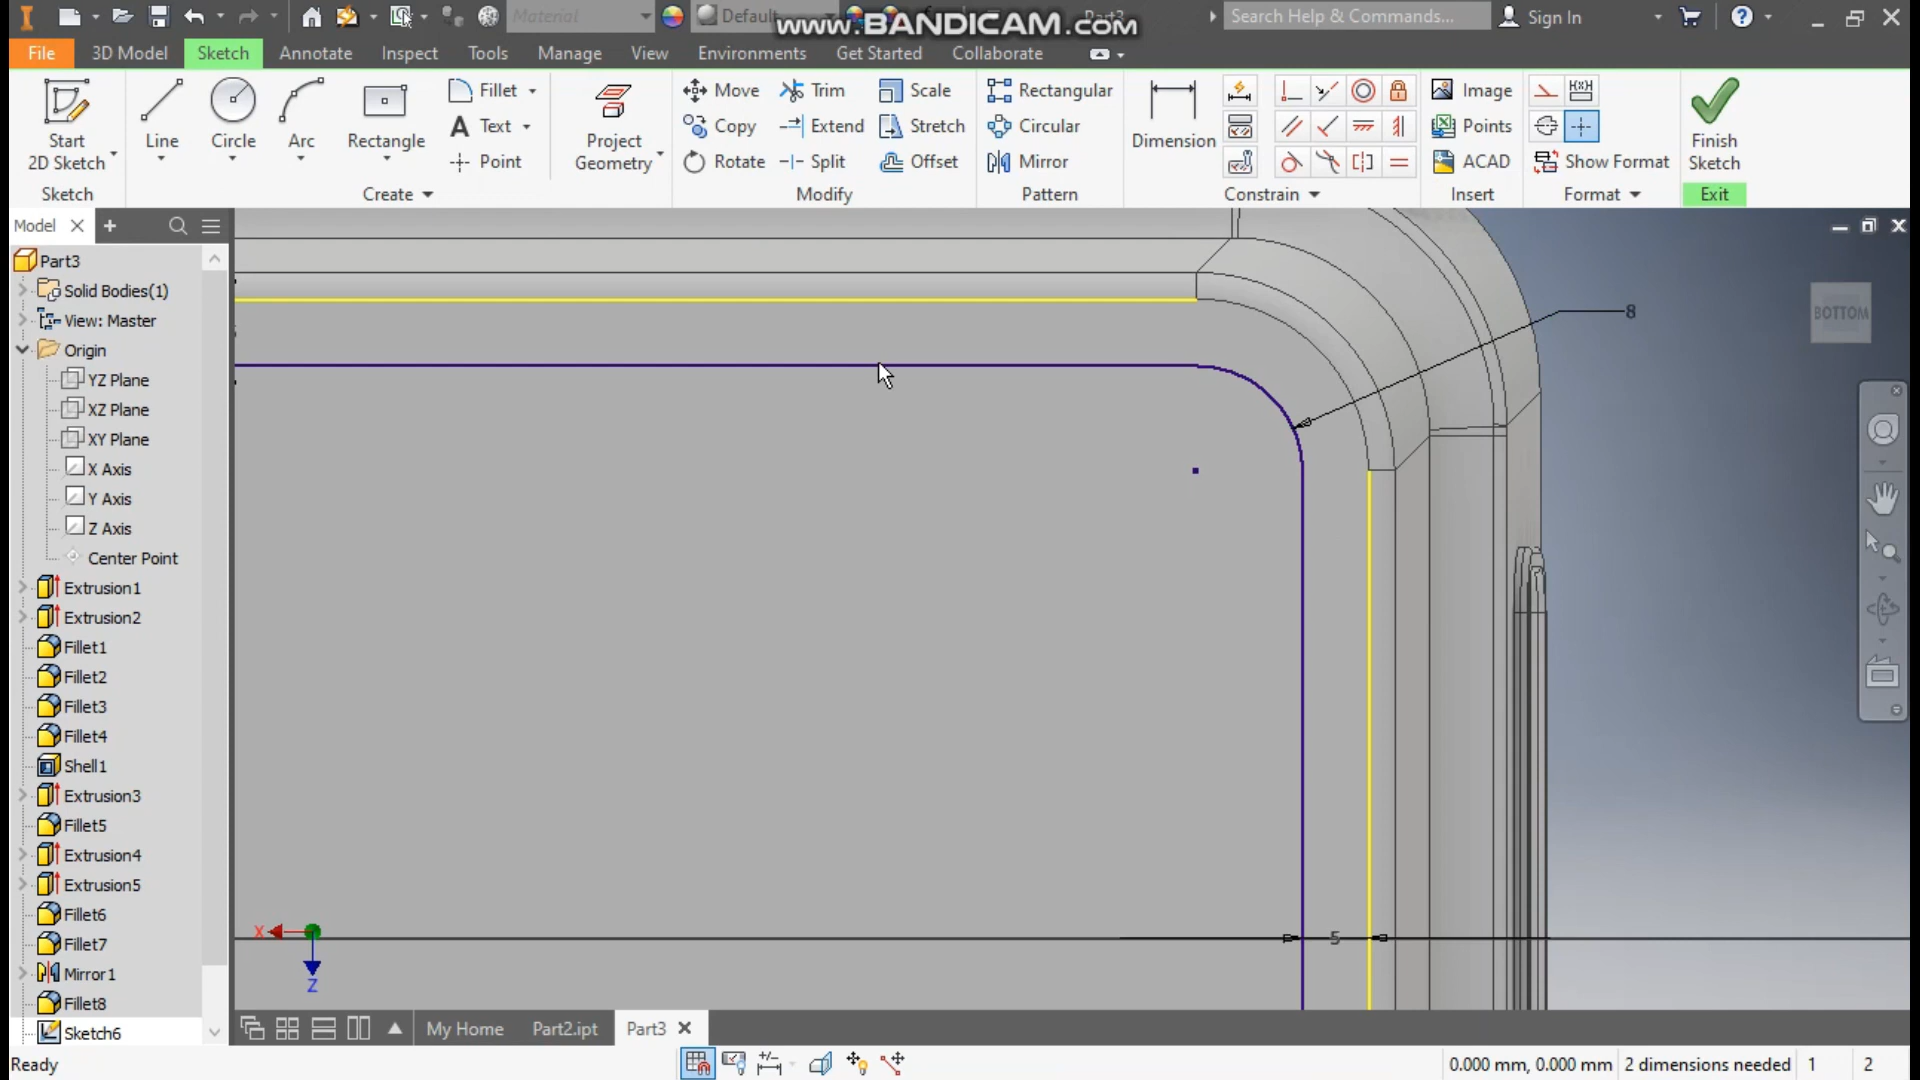 Material
Default
www.BANDICAM.com
Search Help & Commands...
Sign In
File
3D Model
Sketch
Annotate
Inspect
Tools
Manage
View
Environments
Get Started
Collaborate
Start
2D Sketch
Line
Circle
Arc
Rectangle
Fillet
Text
Point
Project
Geometry
Move
Trim
Scale
Copy
Extend
Stretch
Rotate
Split
Offset
Rectangular
Circular
Mirror
Dimension
Image
Points
ACAD
Show Format
Finish
Sketch
Sketch
Create
Modify
Pattern
Constrain
Insert
Format
Exit
Model
Part3
Solid Bodies(1)
View: Master
Origin
YZ Plane
XZ Plane
XY Plane
X Axis
Y Axis
Z Axis
Center Point
Extrusion1
Extrusion2
Fillet1
Fillet2
Fillet3
Fillet4
Shell1
Extrusion3
Fillet5
Extrusion4
Extrusion5
Fillet6
Fillet7
Mirror1
Fillet8
Sketch6
8
BOTTOM
5
X
Z
My Home
Part2.ipt
Part3
Ready
0.000 mm, 0.000 mm
2 dimensions needed
1
2